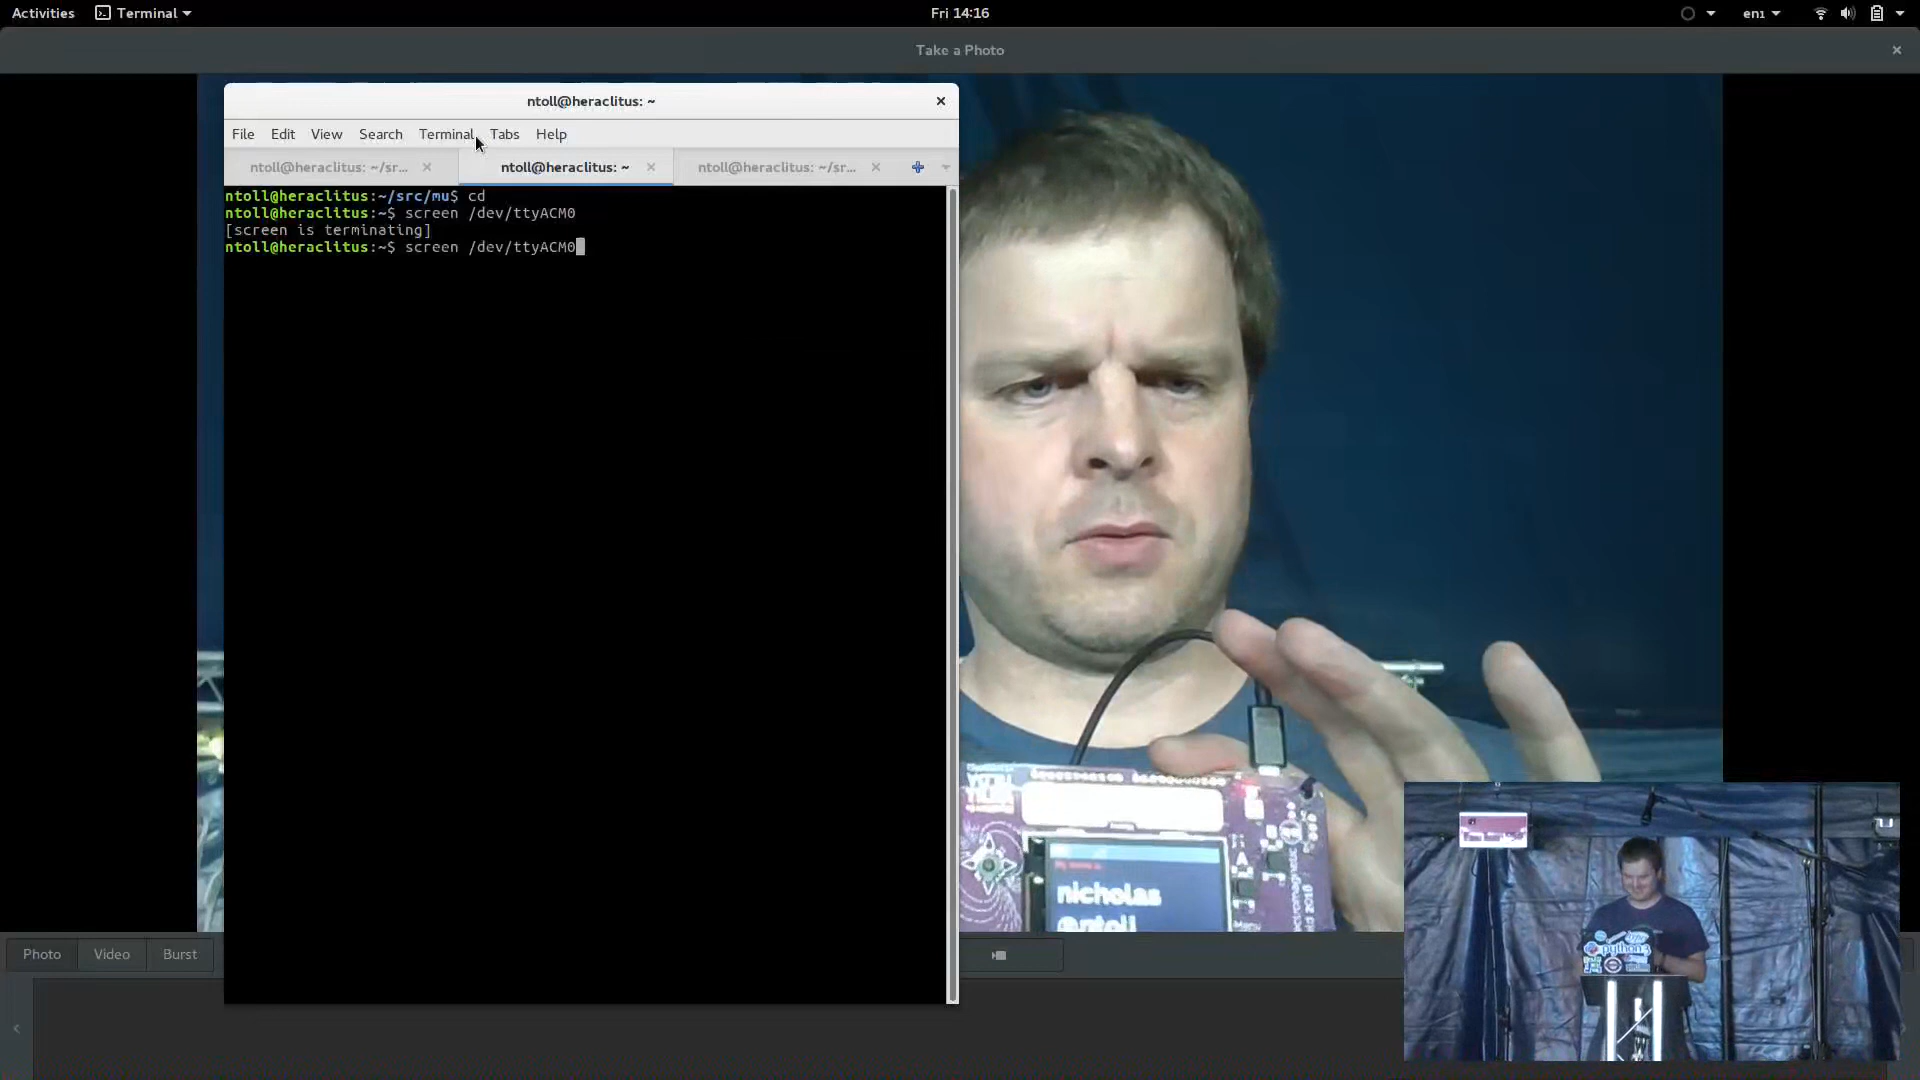 Activities Terminal Fri 14:16 en1
Take a Photo
ntoll@heraclitus: ~
File Edit View Search Terminal Tabs Help
ntoll@heraclitus: ~/sr... ntoll@heraclitus: ~ ntoll@heraclitus: ~/sr...
ntoll@heraclitus:~/src/mu$ cd
ntoll@heraclitus:~$ screen /dev/ttyACM0
[screen is terminating]
ntoll@heraclitus:~$ screen /dev/ttyACM0
nicholas
@ntoll
python
Photo Video Burst